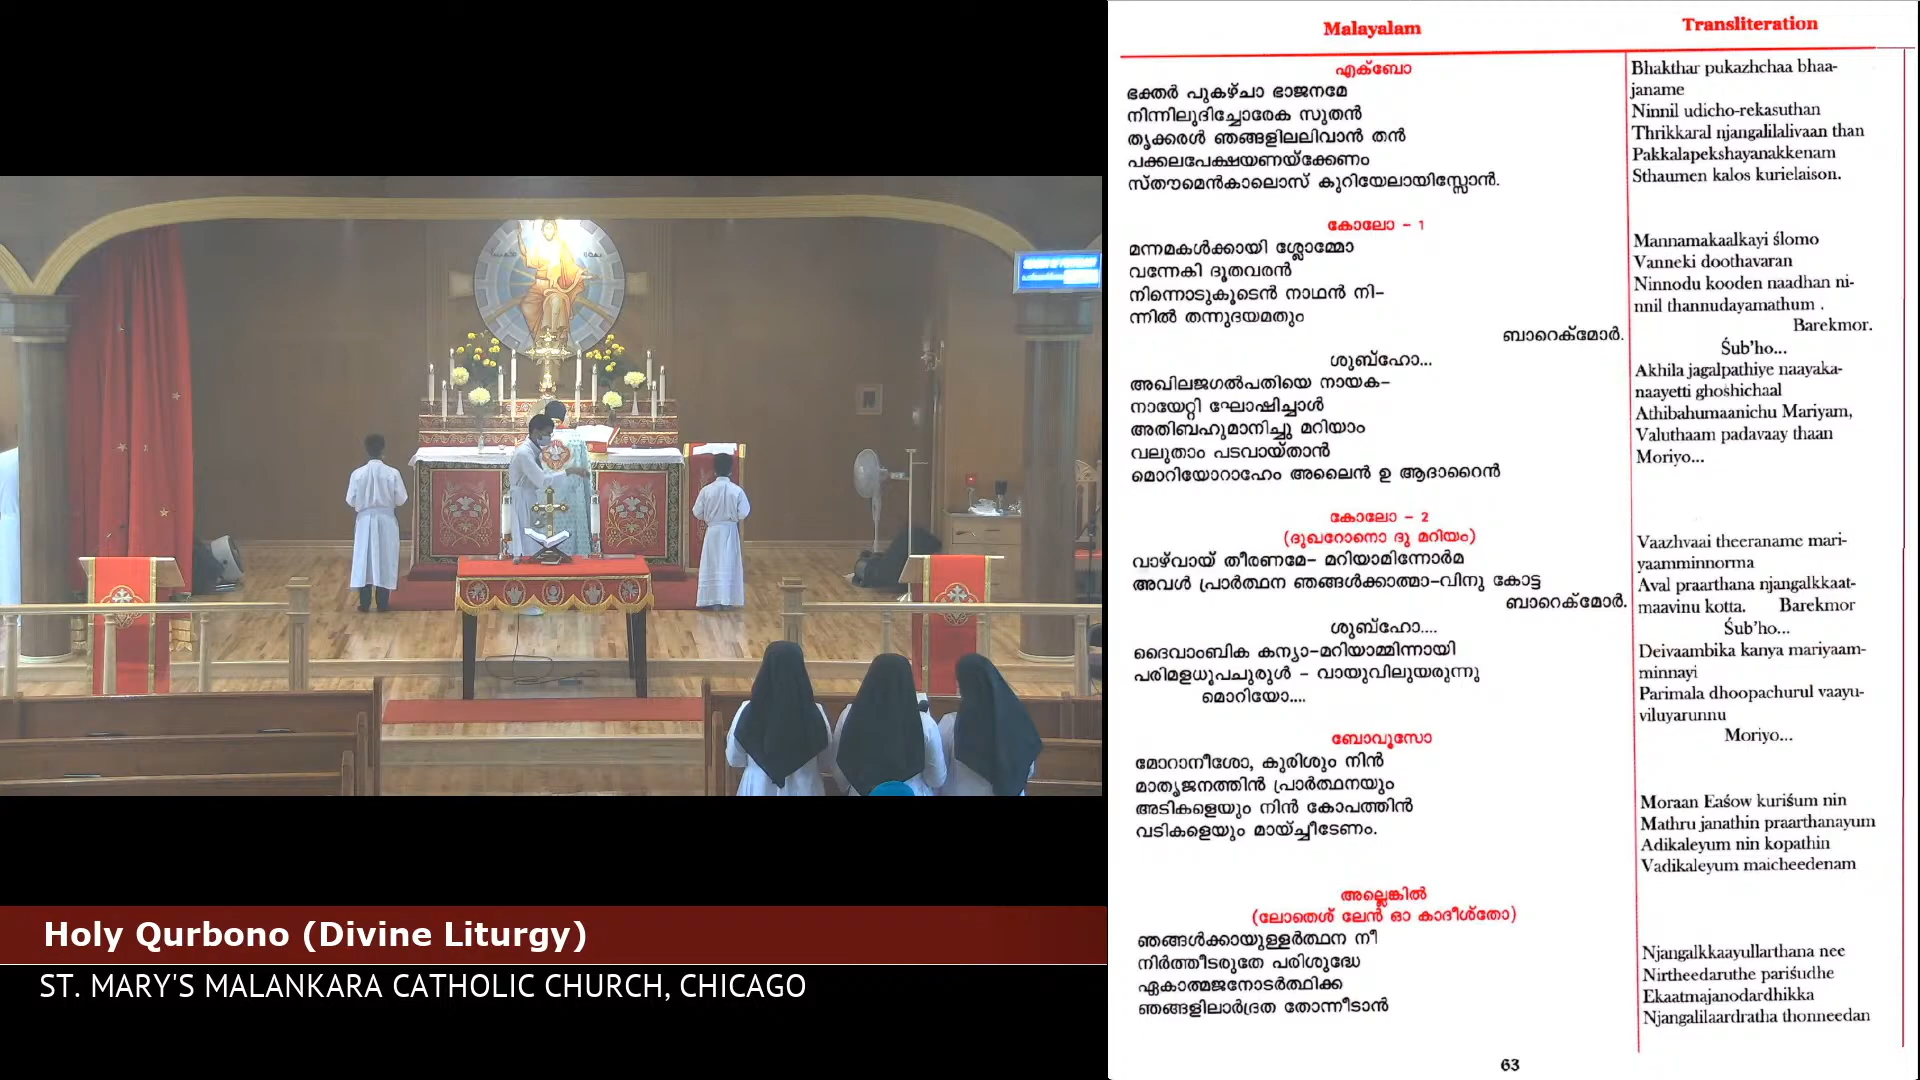 Malayalam
Transliteration
എക്ബോ
ഭക്തർ പുകഴ്ചാ ഭാജനമേ
നിന്നിലുദിച്ചോരേക സുതൻ
തൃക്കരൾ ഞങ്ങളിലലിവാൻ തൻ
പക്കലപേക്ഷയണയ്ക്കേണം
സ്തൗമെൻകാലൊസ് കുറിയേലായിസ്സോൻ.
കോലോ - 1
മന്നമകൾക്കായി ശ്ലോമ്മോ
വന്നേകി ദൂതവരൻ
നിന്നൊടുകൂടെൻ നാഥൻ നി-
ന്നിൽ തന്നുദയമതും
ബാറെക്മോർ.
ശുബ്ഹോ...
അഖിലജഗൽപതിയെ നായക-
നായേറ്റി ഘോഷിച്ചാൾ
അതിബഹുമാനിച്ചു മറിയാം
വലുതാം പടവായ്താൻ
മൊറിയോറാഹേം അലൈൻ ഉ ആദാറൈൻ
കോലോ - 2
(ദുഖറോനൊ ദു മറിയം)
വാഴ്വായ് തീരണമേ- മറിയാമിന്നോർമ
അവൾ പ്രാർത്ഥന ഞങ്ങൾക്കാത്മാ-വിനു കോട്ട
ബാറെക്മോർ.
ശുബ്ഹോ....
ദൈവാംബിക കന്യാ-മറിയാമ്മിന്നായി
പരിമളധൂപചുരുൾ - വായുവിലുയരുന്നു
മൊറിയോ....
ബോവൂസോ
മോറാനീശോ, കുരിശും നിൻ
മാതൃജനത്തിൻ പ്രാർത്ഥനയും
അടികളെയും നിൻ കോപത്തിൻ
വടികളെയും മായ്ച്ചീടേണം.
അല്ലെങ്കിൽ
(ലോതെശ് ലേൻ ഓ കാദീശ്തോ)
ഞങ്ങൾക്കായുള്ളർത്ഥന നീ
നിർത്തീടരുതേ പരിശുദ്ധേ
ഏകാത്മജനോടർത്ഥിക്ക
ഞങ്ങളിലാർദ്രത തോന്നീടാൻ
Bhakthar pukazhchaa bhaa-
janame
Ninnil udicho-rekasuthan
Thrikkaral njangalilalivaan than
Pakkalapekshayanakkenam
Sthaumen kalos kurielaison.
Mannamakaalkayi ślomo
Vanneki doothavaran
Ninnodu kooden naadhan ni-
nnil thannudayamathum .
Barekmor.
Śub'ho...
Akhila jagalpathiye naayaka-
naayetti ghoshichaal
Athibahumaanichu Mariyam,
Valuthaam padavaay thaan
Moriyo...
Vaazhvaai theeraname mari-
yaamminnorma
Aval praarthana njangalkkaat-
maavinu kotta. Barekmor
Śub'ho...
Deivaambika kanya mariyaam-
minnayi
Parimala dhoopachurul vaayu-
viluyarunnu
Moriyo...
Moraan Eaśow kuriśum nin
Mathru janathin praarthanayum
Adikaleyum nin kopathin
Vadikaleyum maicheedenam
Njangalkkaayullarthana nee
Nirtheedaruthe pariśudhe
Ekaatmajanodardhikka
Njangalilaardratha thonneedan
63
Holy Qurbono (Divine Liturgy)
ST. MARY'S MALANKARA CATHOLIC CHURCH, CHICAGO